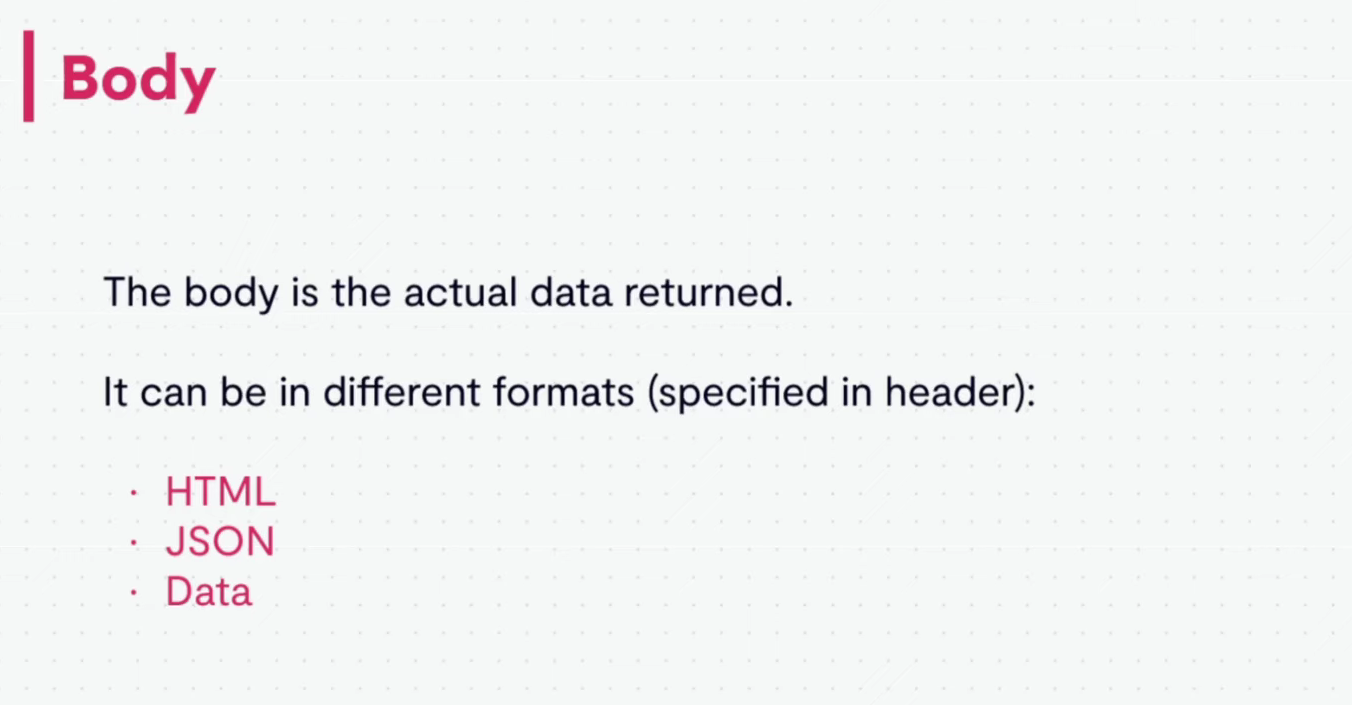 Body
The body is the actual data returned.
It can be in different formats (specified in header):
· HTML
· JSON
· Data